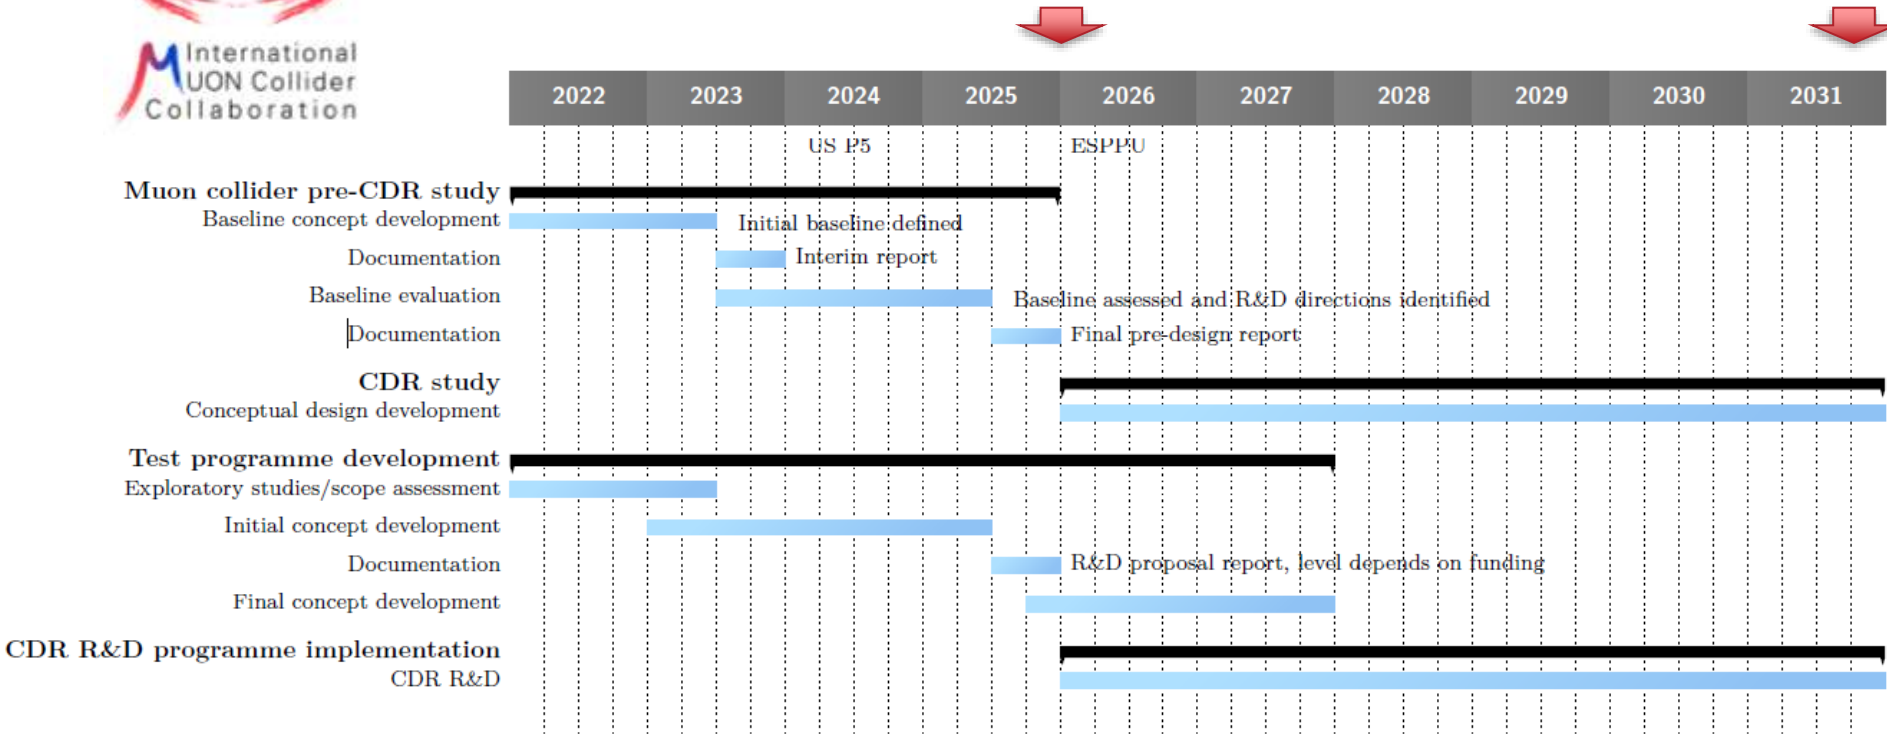 International
MUON Collider
Collaboration
2022 2023 2024 2025 2026 2027 2028 2029 2030 2031
US P5 ESPPU
Muon collider pre-CDR study
Baseline concept development Initial baseline defined
Documentation Interim report
Baseline evaluation Baseline assessed and R&D directions identified
Documentation Final pre-design report
CDR study
Conceptual design development
Test programme development
Exploratory studies/scope assessment
Initial concept development
Documentation R&D proposal report, level depends on funding
Final concept development
CDR R&D programme implementation
CDR R&D